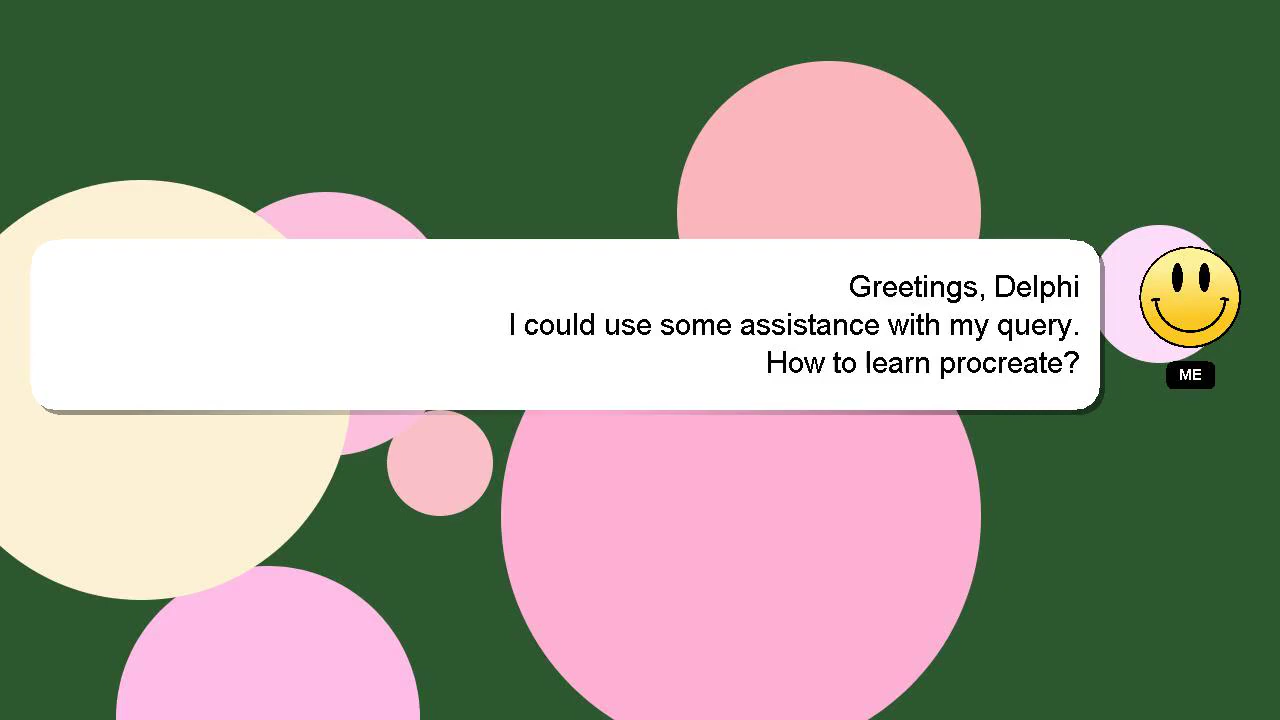 Greetings, Delphi
I could use some assistance with my query.
How to learn procreate?
ME